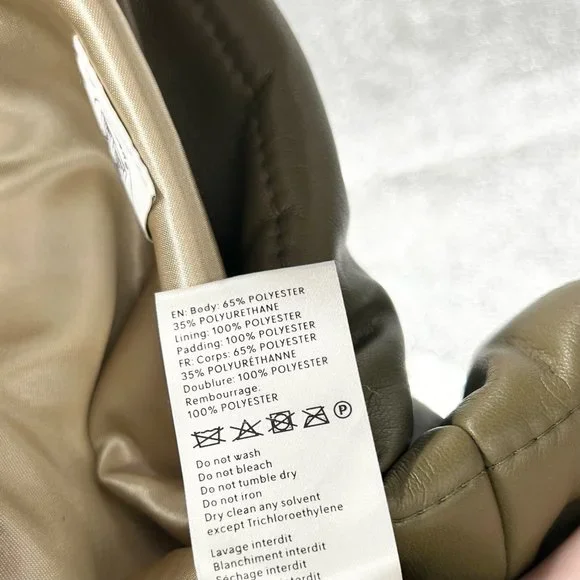 EN: Body: 65% POLYESTER
35% POLYURETHANE
Lining: 100% POLYESTER
Padding: 100% POLYESTER
FR: Corps: 65% POLYESTER
35% POLYURÉTHANNE
Doublure: 100% POLYESTER
Rembourrage.
100% POLYESTER
P
Do not wash
Do not bleach
Do not tumble dry
Do not iron
Dry clean any solvent
except Trichloroethylene
Lavage interdit
Blanchiment interdit
Séchage interdit